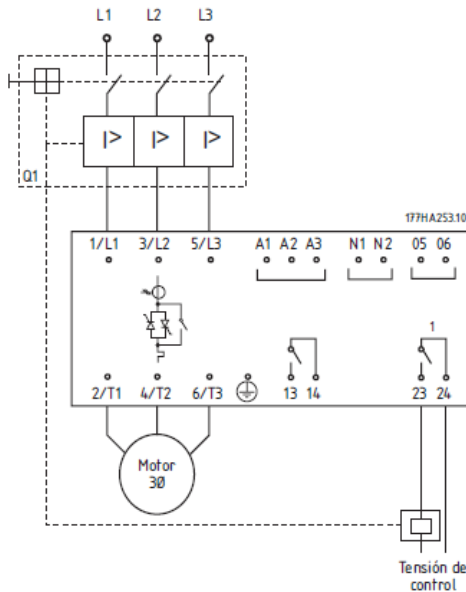 L1 L2 L3
|> |> |>
Q1
177HA253.10
1/L1 3/L2 5/L3 A1 A2 A3 N1 N2 05 06
1
2/T1 4/T2 6/T3 13 14 23 24
Motor
3Ø
Tensión de
control